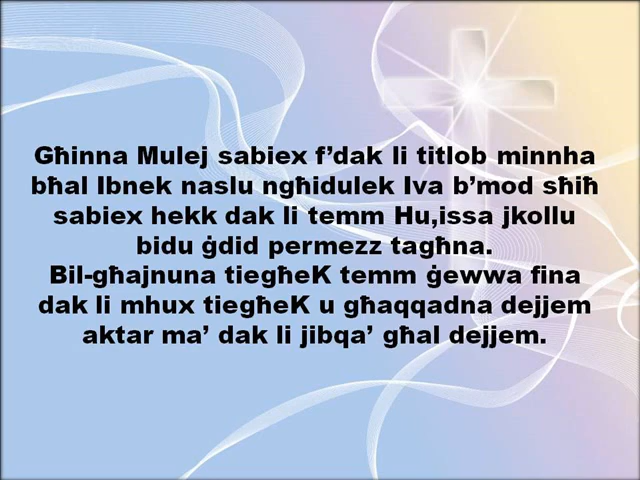 Għinna Mulej sabiex f’dak li titlob minnha
bħal Ibnek naslu ngħidulek Iva b’mod sħiħ
sabiex hekk dak li temm Hu,issa jkollu
bidu ġdid permezz tagħna.
Bil-għajnuna tiegħeK temm ġewwa fina
dak li mhux tiegħeK u għaqqadna dejjem
aktar ma’ dak li jibqa’ għal dejjem.